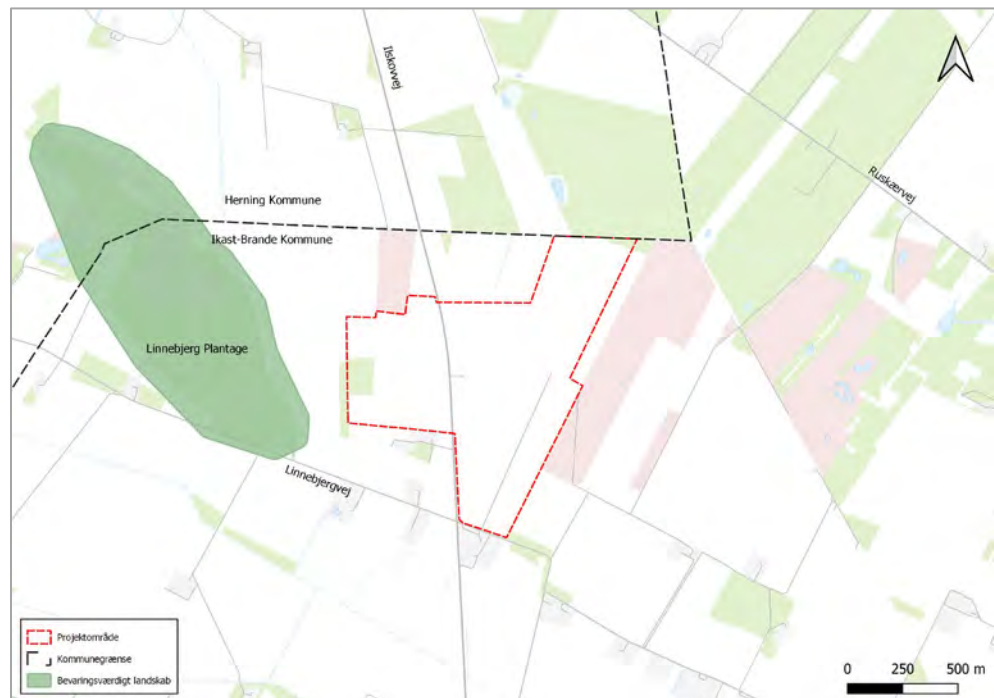 Ilskovvej
Ruskærvej
Herning Kommune
Ikast-Brande Kommune
Linnebjerg Plantage
Linnebjergvej
Projektområde
Kommunegrænse
Bevaringsværdigt landskab
0 250 500 m